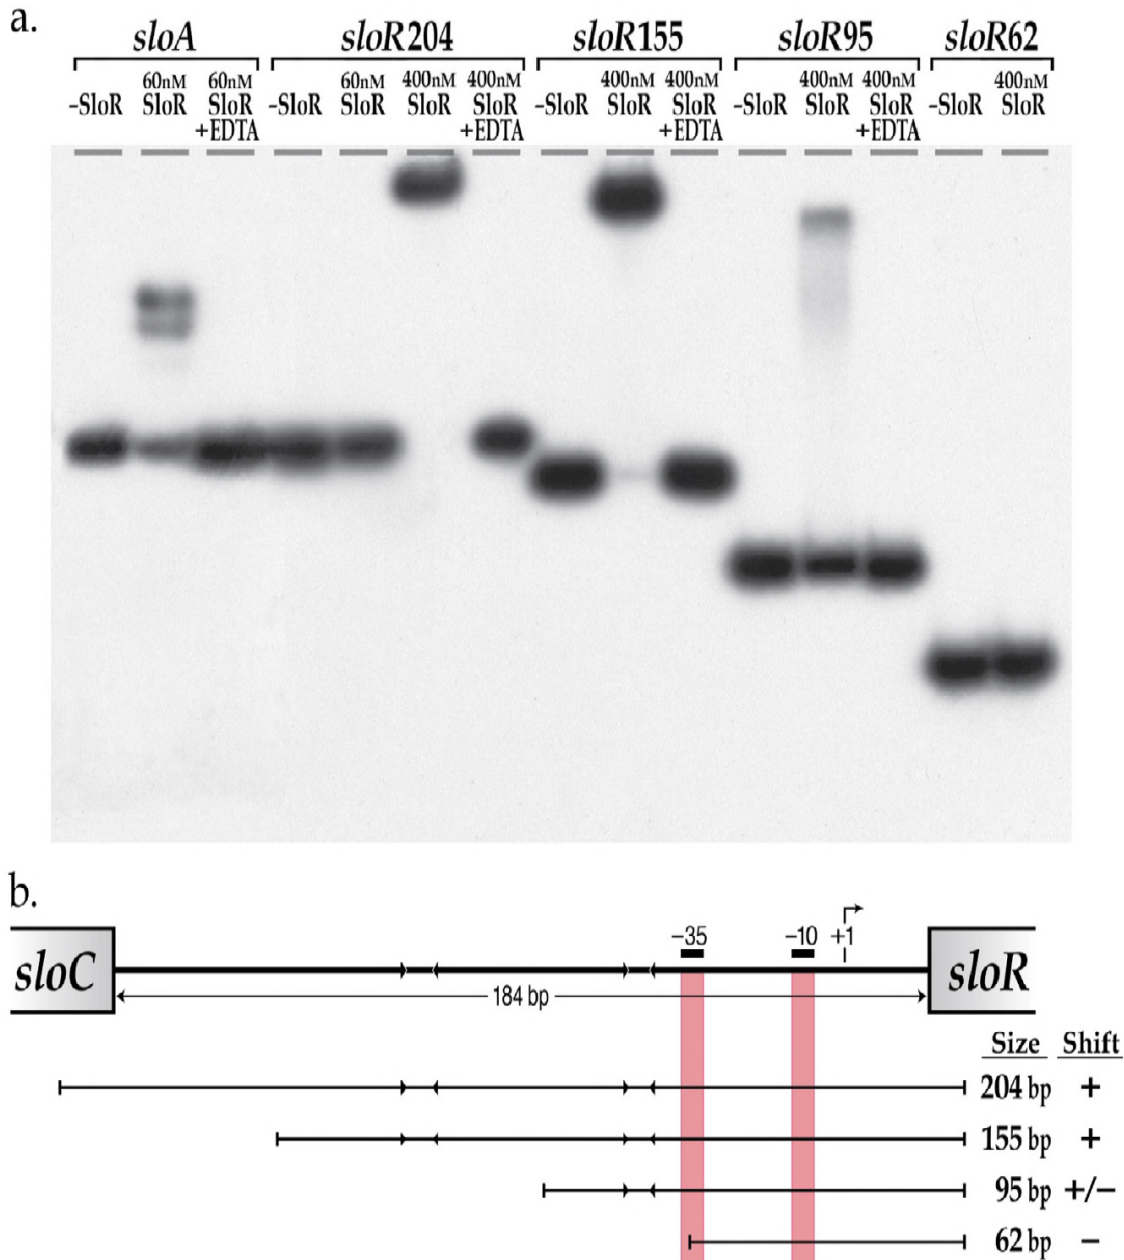 a.
sloA sloR204 sloR155 sloR95 sloR62
60nM 60nM 60nM 400nM 400nM 400nM 400nM 400nM 400nM 400nM
–SloR SloR SloR –SloR SloR SloR SloR –SloR SloR SloR –SloR SloR SloR –SloR SloR
+EDTA +EDTA +EDTA +EDTA
b.
–35 –10 +1
sloC sloR
184 bp
Size Shift
204 bp +
155 bp +
95 bp +/–
62 bp –